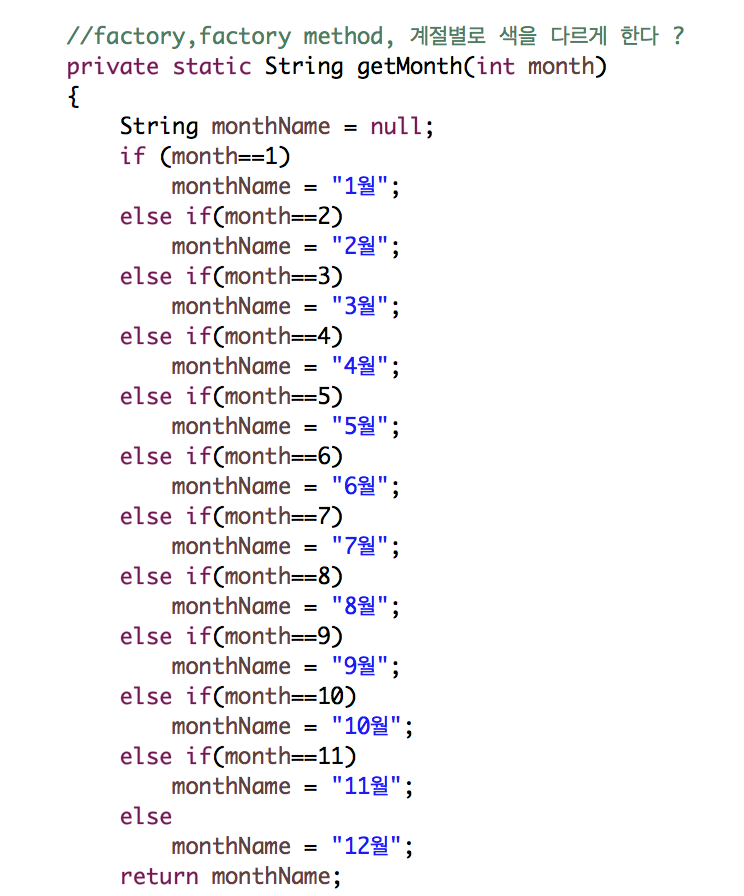 //factory,factory method, 계절별로 색을 다르게 한다 ?
private static String getMonth(int month)
{
String monthName = null;
if (month==1)
monthName = "1월";
else if(month==2)
monthName = "2월";
else if(month==3)
monthName = "3월";
else if(month==4)
monthName = "4월";
else if(month==5)
monthName = "5월";
else if(month==6)
monthName = "6월";
else if(month==7)
monthName = "7월";
else if(month==8)
monthName = "8월";
else if(month==9)
monthName = "9월";
else if(month==10)
monthName = "10월";
else if(month==11)
monthName = "11월";
else
monthName = "12월";
return monthName;